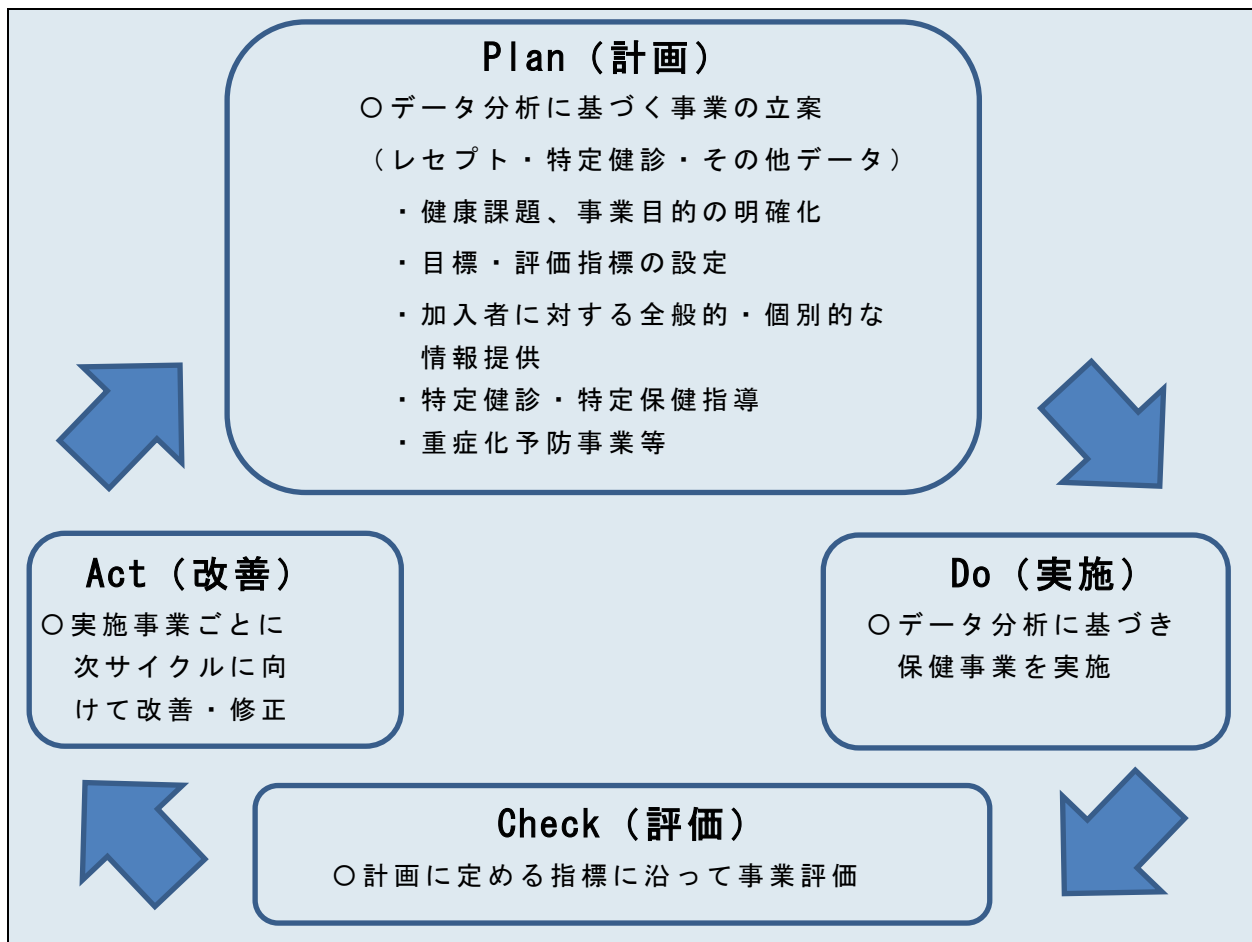 Plan（計画）
〇データ分析に基づく事業の立案
（レセプト・特定健診・その他データ）
・健康課題、事業目的の明確化
・目標・評価指標の設定
・加入者に対する全般的・個別的な
情報提供
・特定健診・特定保健指導
・重症化予防事業等
Do（実施）
〇データ分析に基づき
保健事業を実施
Check（評価）
〇計画に定める指標に沿って事業評価
Act（改善）
〇実施事業ごとに
次サイクルに向
けて改善・修正